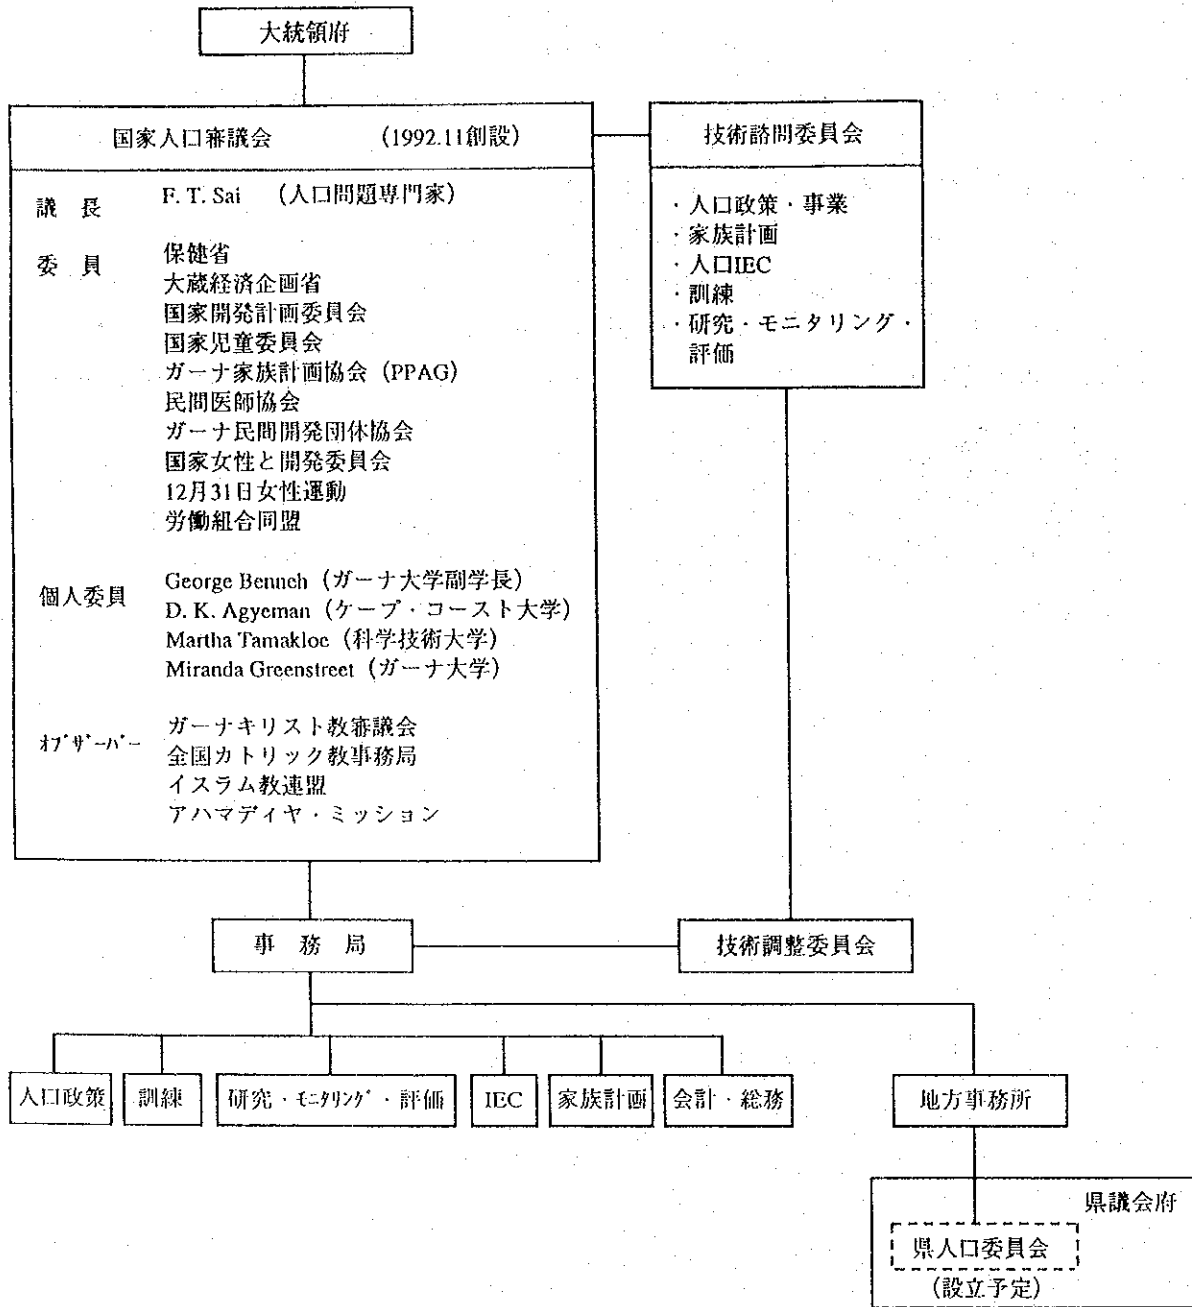 大統領府
国家人口審議会 (1992.11創設)
議 長 F. T. Sai (人口問題専門家)
委 員 保健省
大蔵経済企画省
国家開発計画委員会
国家児童委員会
ガーナ家族計画協会 (PPAG)
民間医師協会
ガーナ民間開発団体協会
国家女性と開発委員会
12月31日女性運動
労働組合同盟
個人委員 George Benneh (ガーナ大学副学長)
D. K. Agyeman (ケープ・コースト大学)
Martha Tamakloe (科学技術大学)
Miranda Greenstreet (ガーナ大学)
ｵﾌﾞｻﾞｰﾊﾞｰ ガーナキリスト教審議会
全国カトリック教事務局
イスラム教連盟
アハマディヤ・ミッション
技術諮問委員会
・人口政策・事業
・家族計画
・人口IEC
・訓練
・研究・モニタリング・
評価
事 務 局
技術調整委員会
人口政策
訓練
研究・ﾓﾆﾀﾘﾝｸﾞ・評価
IEC
家族計画
会計・総務
地方事務所
県議会府
県人口委員会
(設立予定)